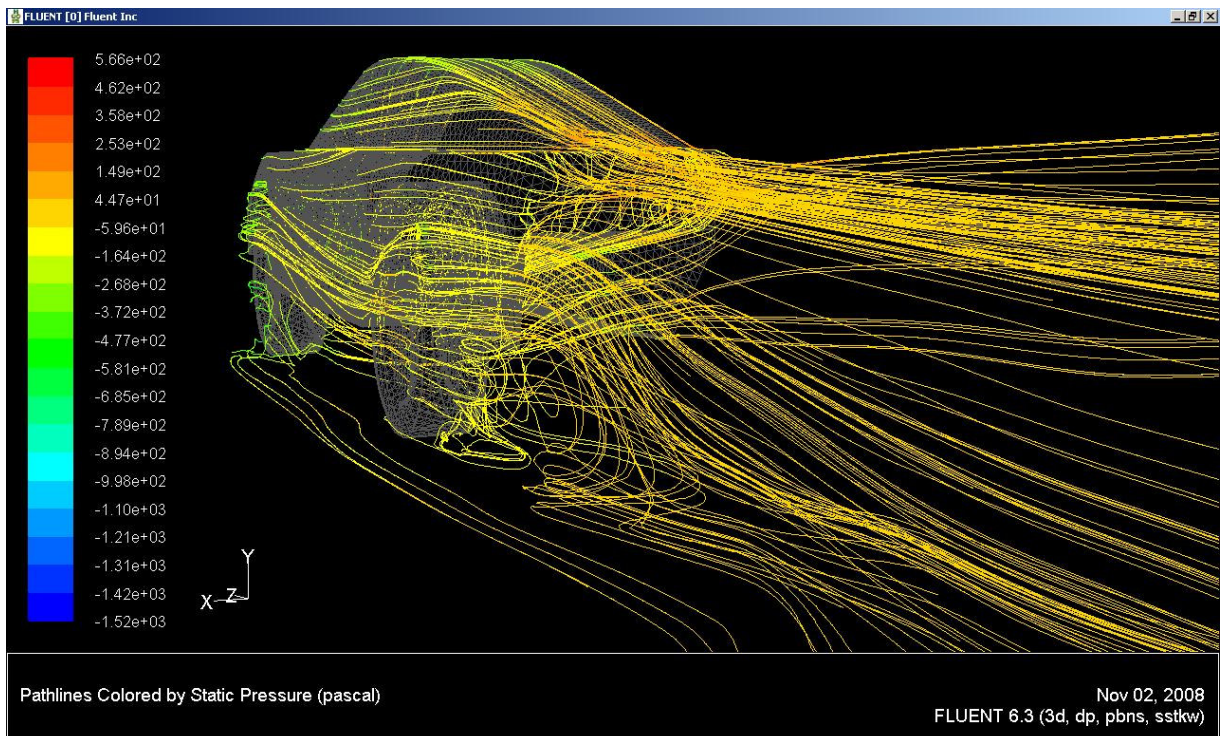 FLUENT [0] Fluent Inc
5.66e+02
4.62e+02
3.58e+02
2.53e+02
1.49e+02
4.47e+01
-5.96e+01
-1.64e+02
-2.68e+02
-3.72e+02
-4.77e+02
-5.81e+02
-6.85e+02
-7.89e+02
-8.94e+02
-9.98e+02
-1.10e+03
-1.21e+03
-1.31e+03
-1.42e+03
-1.52e+03
Y
X Z
Pathlines Colored by Static Pressure (pascal)
Nov 02, 2008
FLUENT 6.3 (3d, dp, pbns, sstkw)